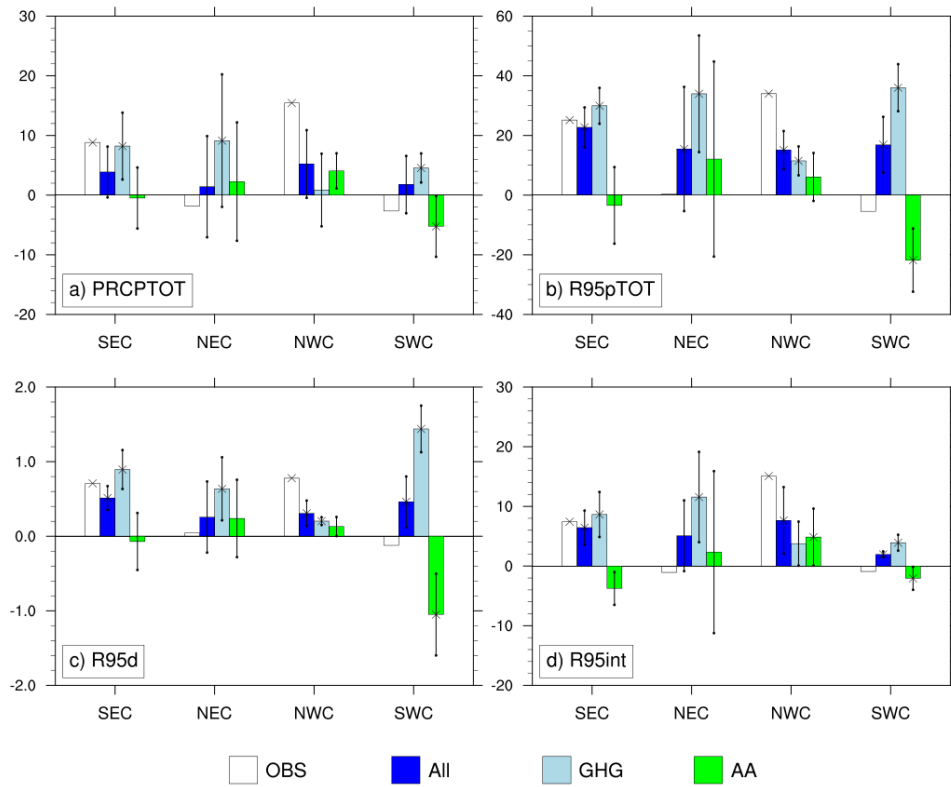 30
20
10
0
-10
-20
a) PRCPTOT
SEC NEC NWC SWC
60
40
20
0
-20
-40
b) R95pTOT
SEC NEC NWC SWC
2.0
1.0
0.0
-1.0
-2.0
c) R95d
SEC NEC NWC SWC
30
20
10
0
-10
-20
d) R95int
SEC NEC NWC SWC
OBS All GHG AA